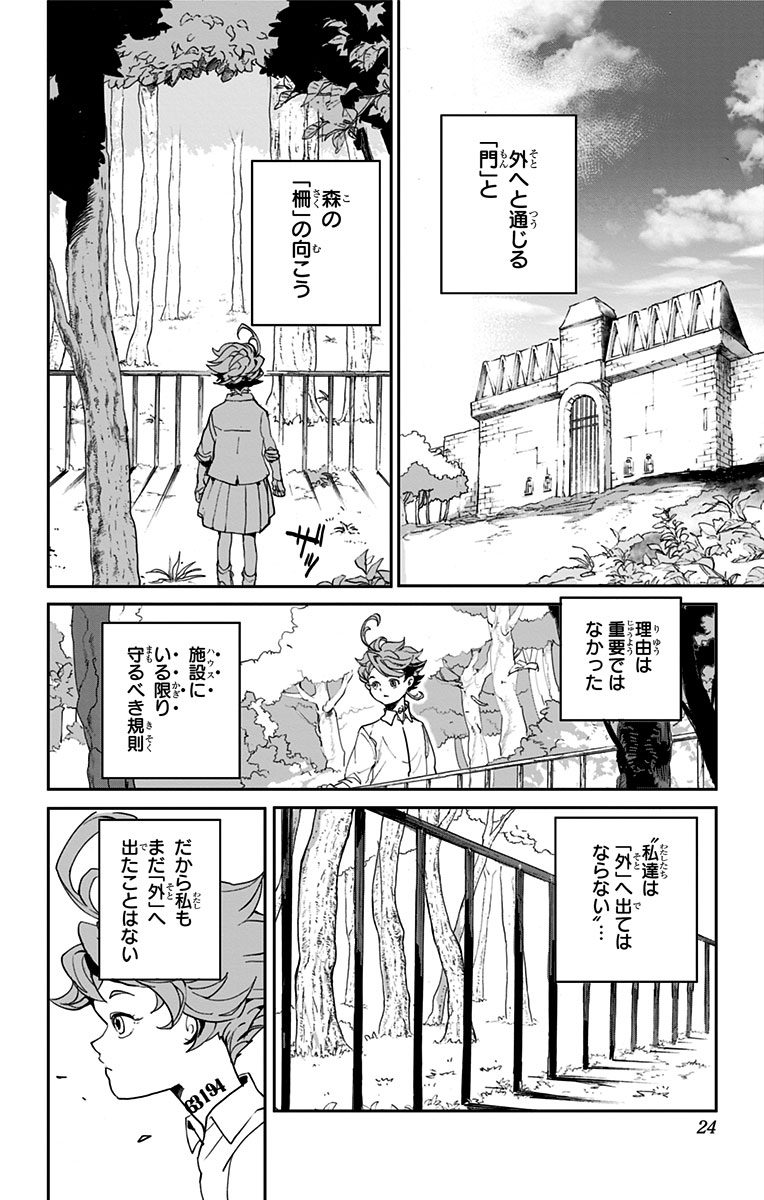 外へと通じる
「門」と
森の
「柵」の向こう
理由は
重要では
なかった
施設に
いる限り
守るべき規則
〝私達は
「外」へ出ては
ならない〟…
だから私も
まだ「外」へ
出たことはない
63194
24